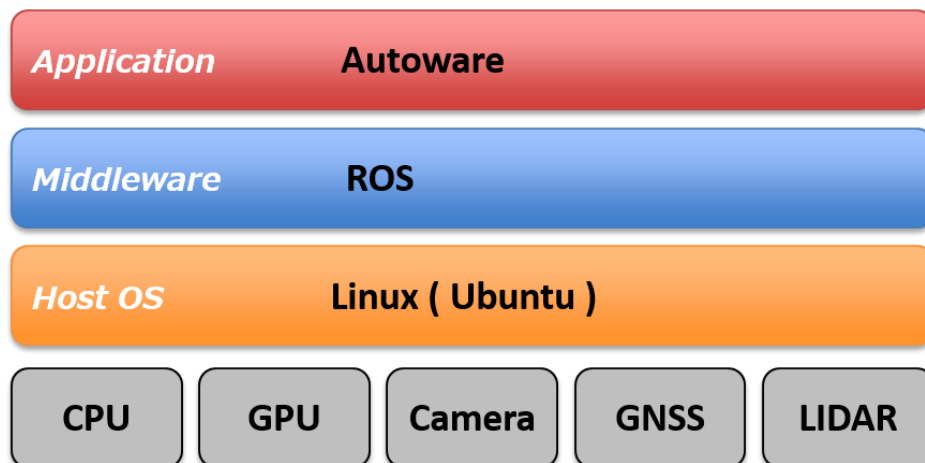 Application Autoware
Middleware ROS
Host OS Linux ( Ubuntu )
CPU GPU Camera GNSS LIDAR